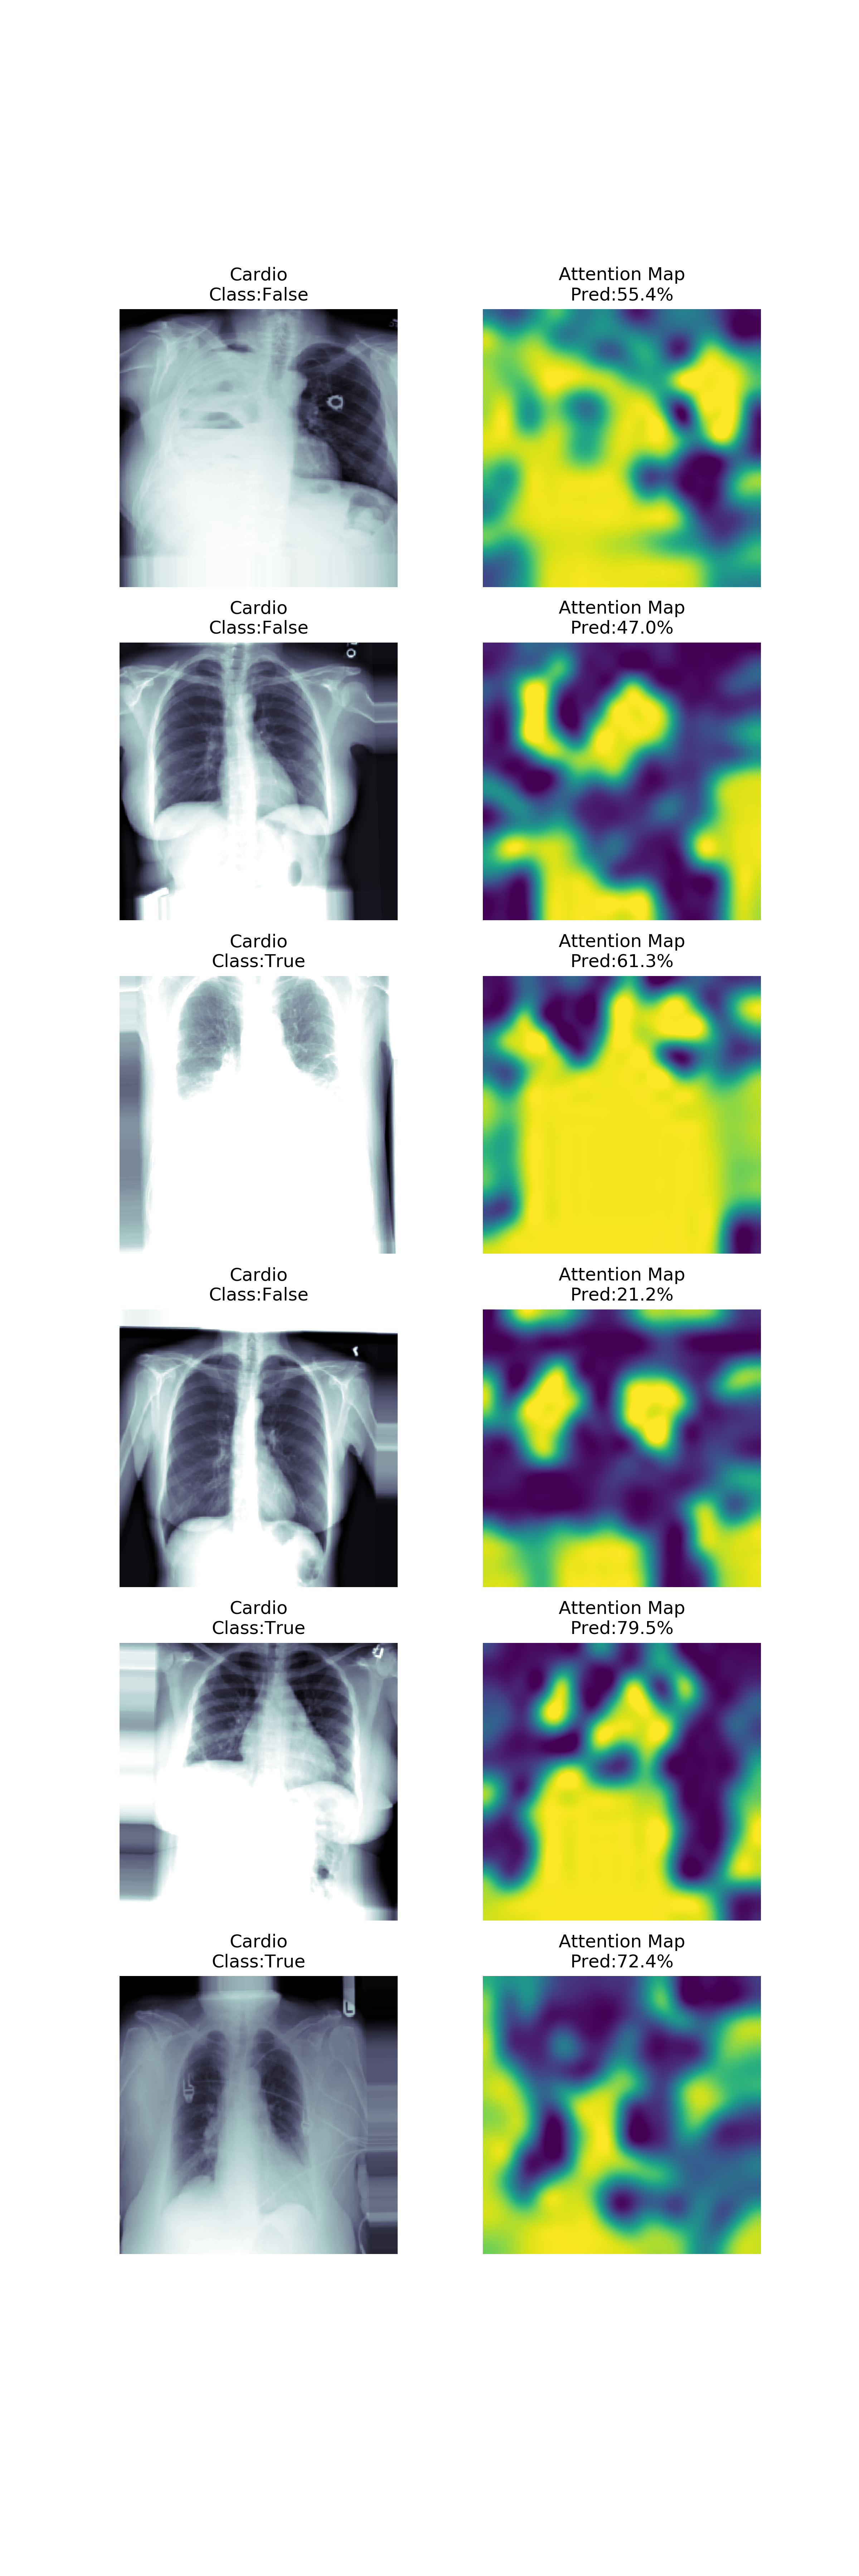 Cardio
Class:False
Attention Map
Pred:55.4%
Cardio
Class:False
Attention Map
Pred:47.0%
Cardio
Class:True
Attention Map
Pred:61.3%
Cardio
Class:False
Attention Map
Pred:21.2%
Cardio
Class:True
Attention Map
Pred:79.5%
Cardio
Class:True
Attention Map
Pred:72.4%
L